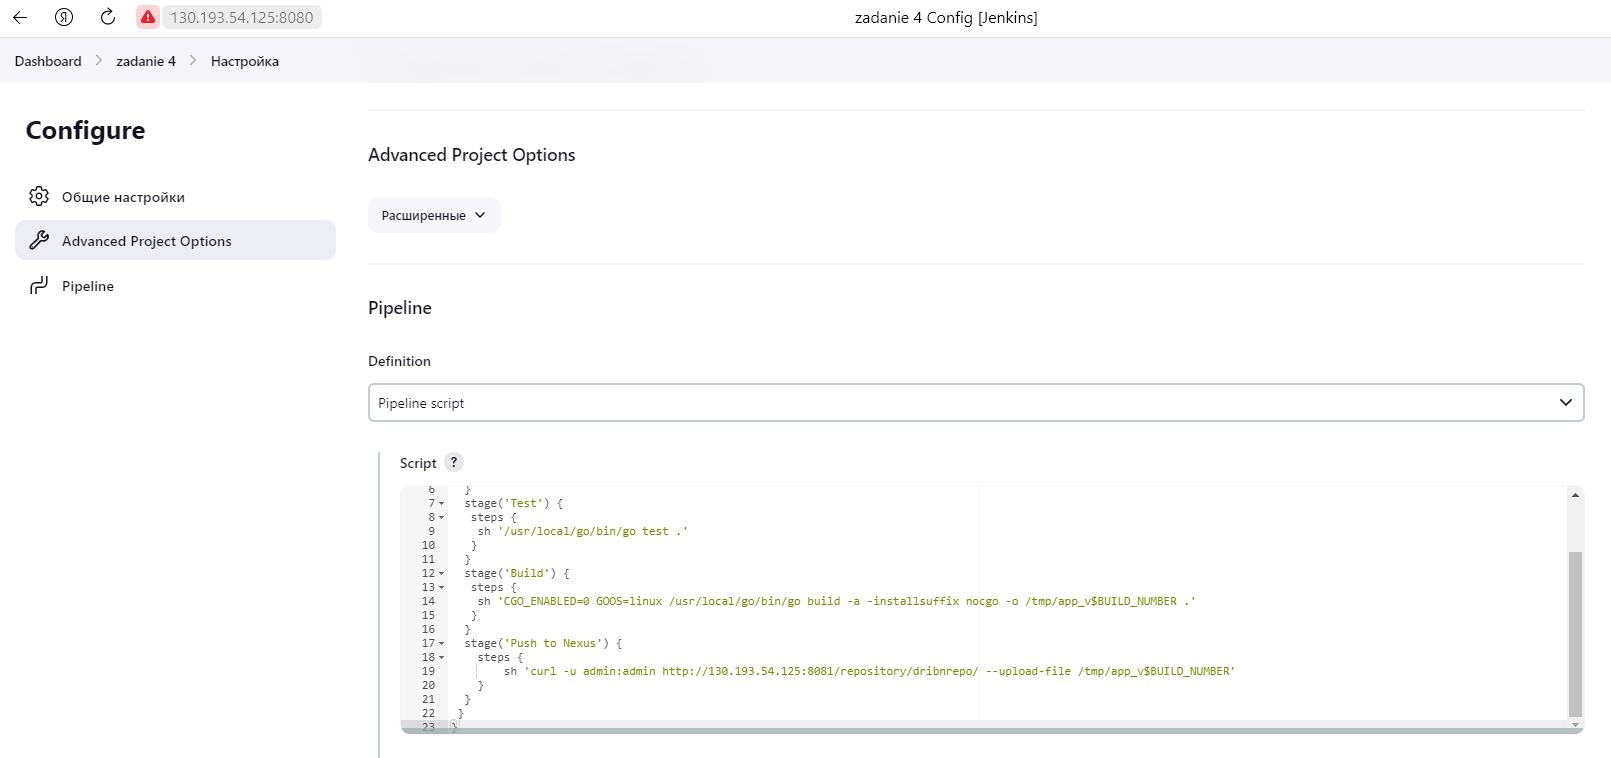 130.193.54.125:8080
zadanie 4 Config [Jenkins]
Dashboard
zadanie 4
Настройка
Configure
Общие настройки
Advanced Project Options
Pipeline
Advanced Project Options
Расширенные
Pipeline
Definition
Pipeline script
Script ?
6 }
7 stage('Test') {
8 steps {
9 sh '/usr/local/go/bin/go test .'
10 }
11 }
12 stage('Build') {
13 steps {
14 sh 'CGO_ENABLED=0 GOOS=linux /usr/local/go/bin/go build -a -installsuffix nocgo -o /tmp/app_v$BUILD_NUMBER .'
15 }
16 }
17 stage('Push to Nexus') {
18 steps {
19 sh 'curl -u admin:admin http://130.193.54.125:8081/repository/dribnrepo/ --upload-file /tmp/app_v$BUILD_NUMBER'
20 }
21 }
22 }
23 }